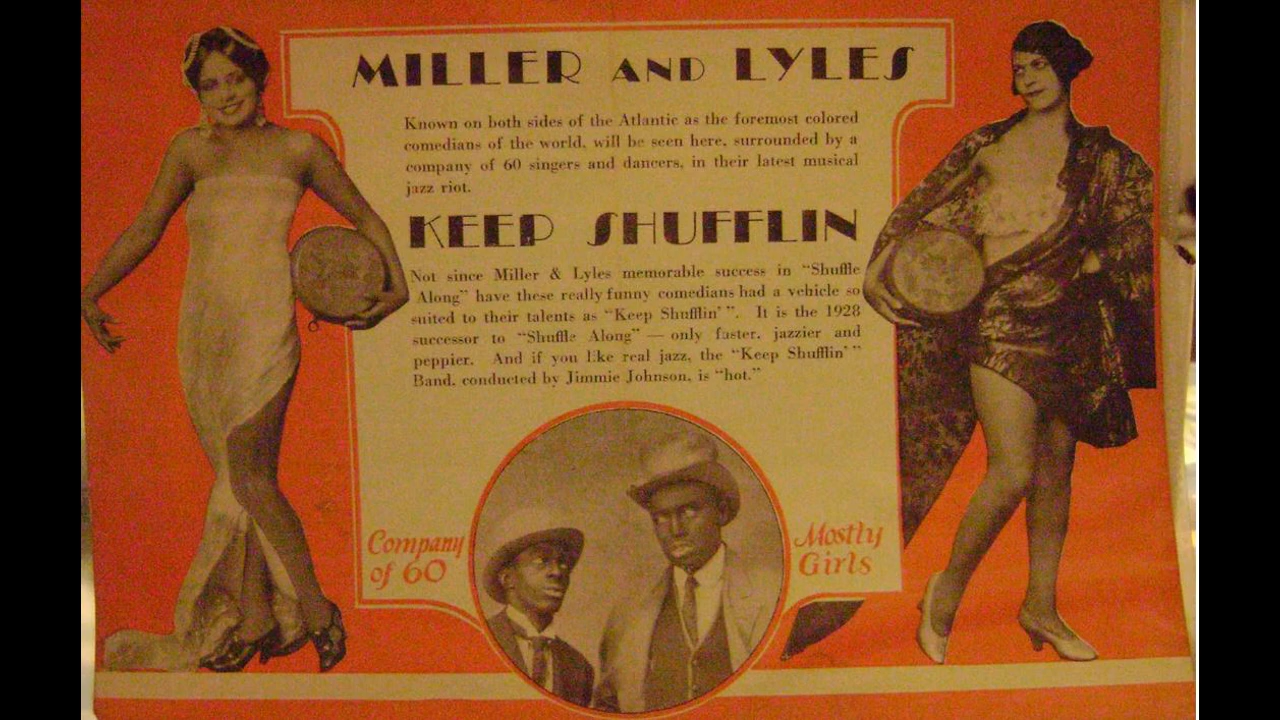 MILLER AND LYLES
Known on both sides of the Atlantic as the foremost colored
comedians of the world, will be seen here, surrounded by a
company of 60 singers and dancers, in their latest musical
jazz riot.
KEEP SHUFFLIN
Not since Miller & Lyles memorable success in "Shuffle
Along" have these really funny comedians had a vehicle so
suited to their talents as "Keep Shufflin' ". It is the 1928
successor to "Shuffle Along" — only faster, jazzier and
peppier. And if you like real jazz, the "Keep Shufflin' "
Band, conducted by Jimmie Johnson, is "hot."
Company
of 60
Mostly
Girls